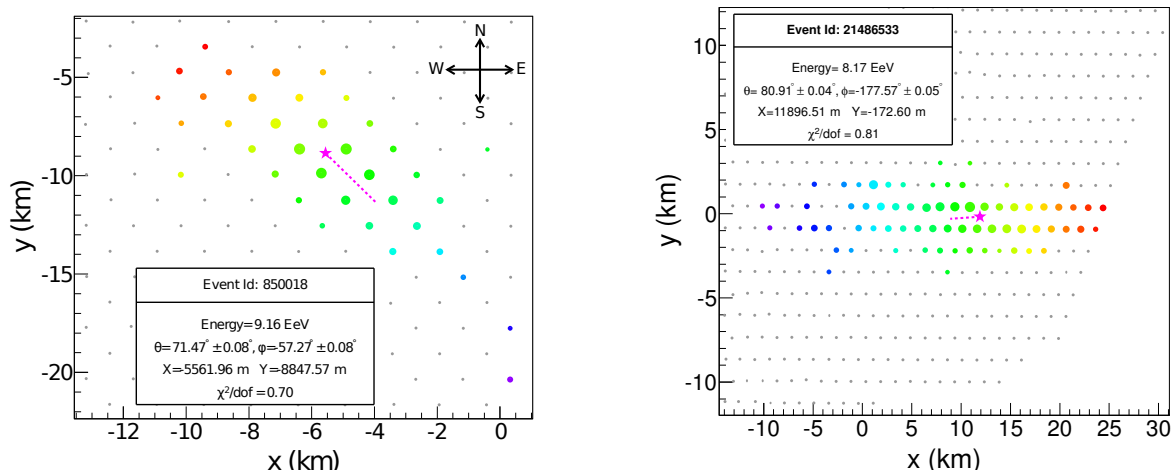 N
W E
S
Event Id: 850018
Energy=9.16 EeV
θ=71.47° ± 0.08°, φ=-57.27° ± 0.08°
X=-5561.96 m Y=-8847.57 m
χ²/dof = 0.70
-5
-10
-15
-20
y (km)
-12 -10 -8 -6 -4 -2 0
x (km)
Event Id: 21486533
Energy= 8.17 EeV
θ= 80.91° ± 0.04°, ϕ=-177.57° ± 0.05°
X=11896.51 m Y=-172.60 m
χ²/dof = 0.81
10
5
0
-5
-10
y (km)
-10 -5 0 5 10 15 20 25 30
x (km)